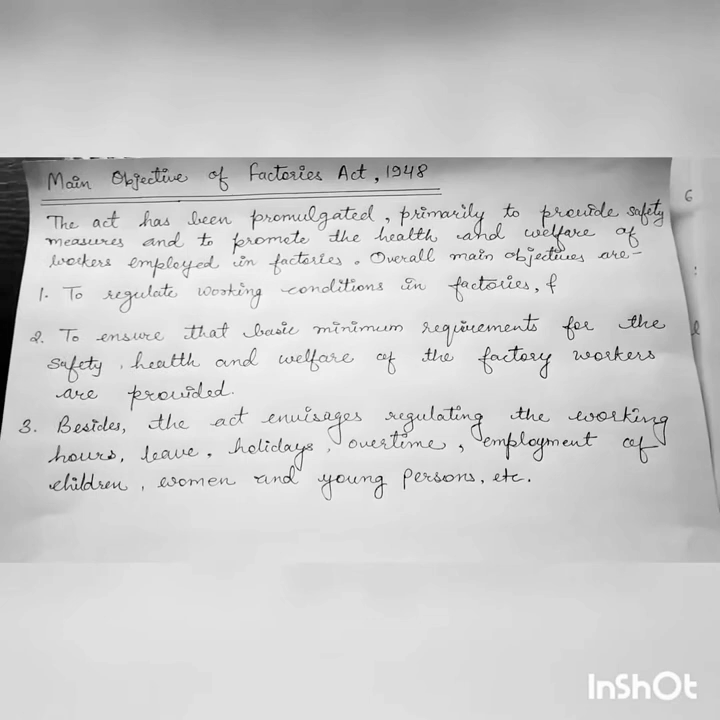 Main Objective of Factories Act, 1948
The act has been promulgated, primarily to provide safety
measures and to promote the health and welfare of
workers employed in factories. Overall main objectives are-
1. To regulate working conditions in factories, &
2. To ensure that basic minimum requirements for the
safety, health and welfare of the factory workers
are provided.
3. Besides, the act envisages regulating the working
hours, leave, holidays, overtime, employment of
children, women and young persons, etc.
6
InShOt